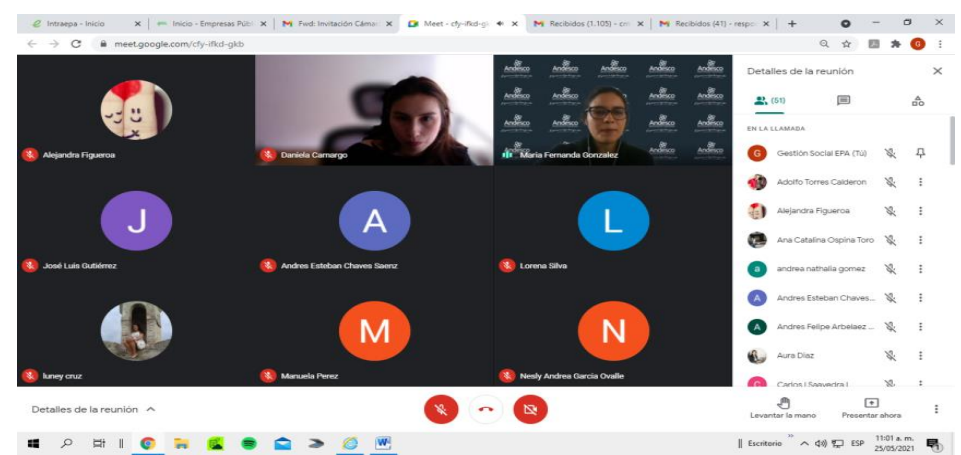 Intraepa - Inicio
Inicio - Empresas Públ
Fwd: Invitación Cáma
Meet - cfy-ifkd-g
Recibidos (1.105) - c
Recibidos (41) - respo
meet.google.com/cfy-ifkd-gkb
Detalles de la reunión
(51)
EN LA LLAMADA
G Gestión Social EPA (Tú)
Adolfo Torres Calderon
Alejandra Figueroa
Ana Catalina Ospina Toro
a andrea nathalia gomez
A Andres Esteban Chaves...
A Andres Felipe Arbelaez ...
Aura Diaz
Carlos I Saavedra L
Andesco Andesco Andesco Andesco
Alejandra Figueroa
Daniela Camargo
Maria Fernanda Gonzalez
J
A
L
José Luis Gutiérrez
Andres Esteban Chaves Saenz
Lorena Silva
M
N
luney cruz
Manuela Perez
Nesly Andrea Garcia Ovalle
Detalles de la reunión
Levantar la mano
Presentar ahora
Escritorio
ESP
11:01 a. m.
25/05/2021